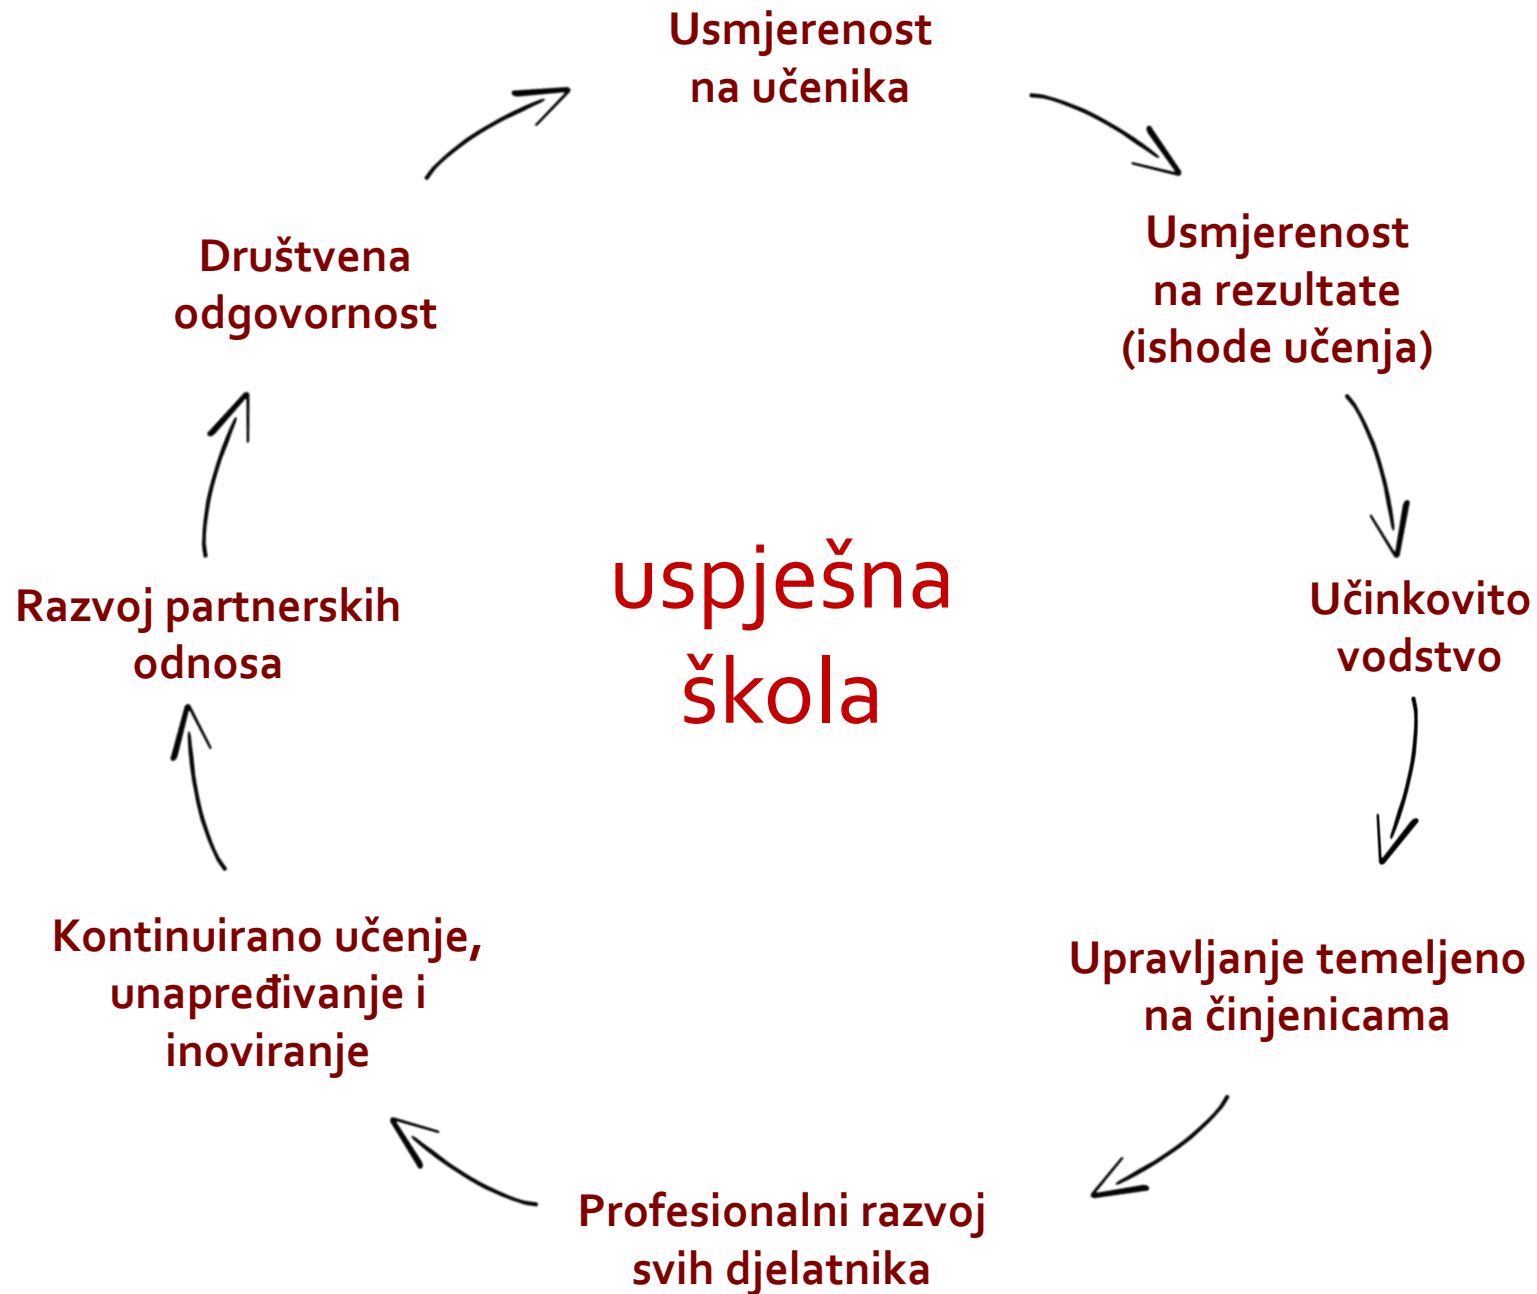 Usmjerenost
na učenika
Usmjerenost
na rezultate
(ishode učenja)
Učinkovito
vodstvo
Upravljanje temeljeno
na činjenicama
Profesionalni razvoj
svih djelatnika
Kontinuirano učenje,
unapređivanje i
inoviranje
Razvoj partnerskih
odnosa
Društvena
odgovornost
uspješna
škola